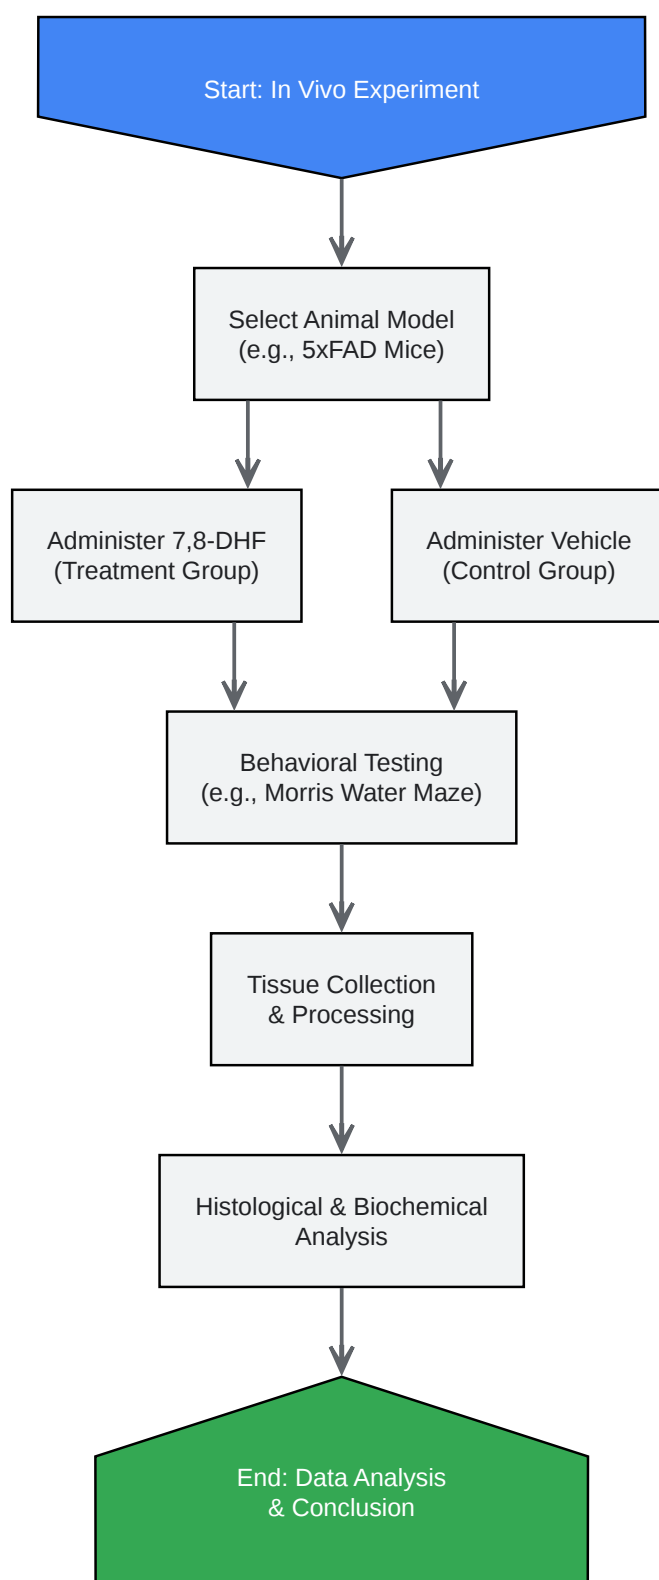 Start: In Vivo Experiment
Select Animal Model
(e.g., 5xFAD Mice)
Administer 7,8-DHF
(Treatment Group)
Administer Vehicle
(Control Group)
Behavioral Testing
(e.g., Morris Water Maze)
Tissue Collection
& Processing
Histological & Biochemical
Analysis
End: Data Analysis
& Conclusion